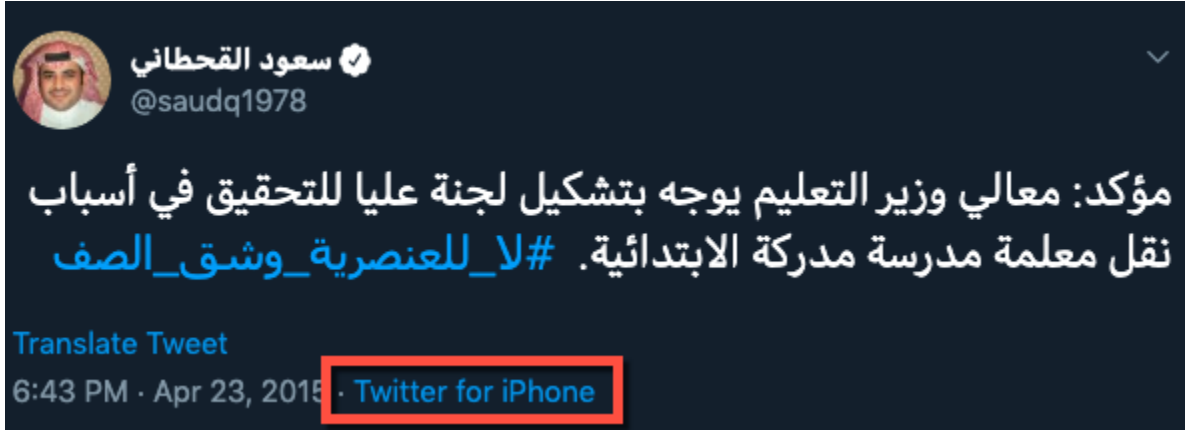 سعود القحطاني
@saudq1978
مؤكد: معالي وزير التعليم يوجه بتشكيل لجنة عليا للتحقيق في أسباب
نقل معلمة مدرسة مدركة الابتدائية. #لا_للعنصرية_وشق_الصف
Translate Tweet
6:43 PM · Apr 23, 2015 · Twitter for iPhone